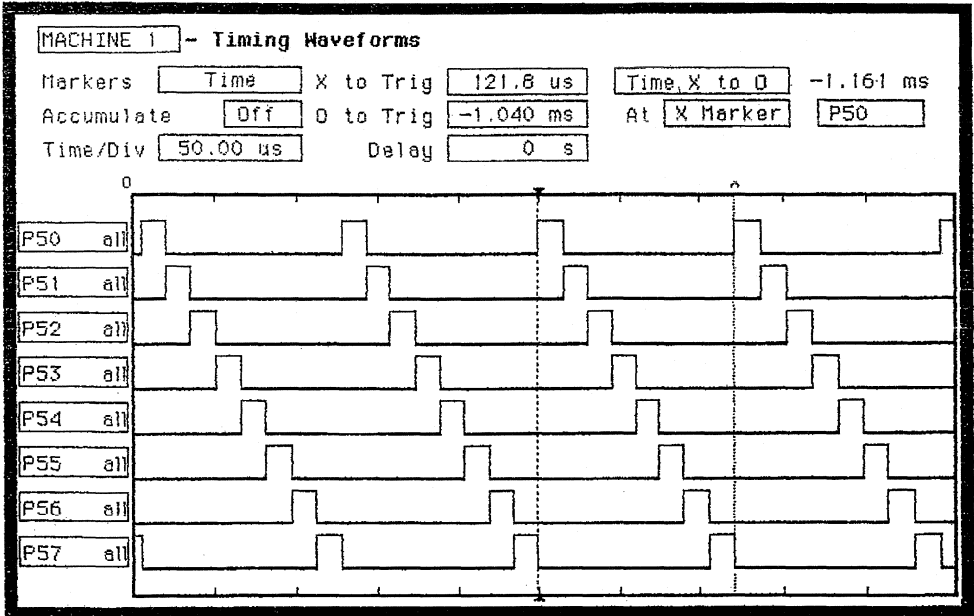 MACHINE 1 - Timing Waveforms
Markers Time X to Trig 121.8 us Time, X to O -1.161 ms
Accumulate Off O to Trig -1.040 ms At X Marker P50
Time/Div 50.00 us Delay 0 s
0
P50 all
P51 all
P52 all
P53 all
P54 all
P55 all
P56 all
P57 all